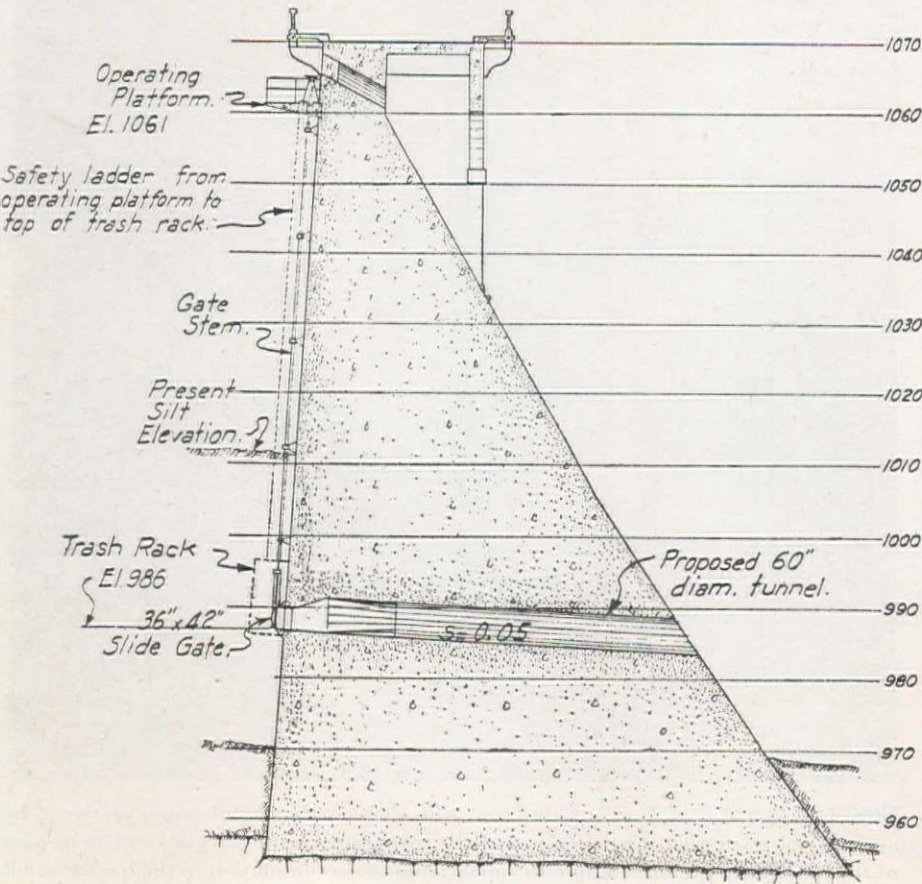 1070
Operating
Platform.
El. 1061
1060
Safety ladder from
operating platform to
top of trash rack.
1050
1040
Gate
Stem.
1030
Present
Silt
Elevation.
1020
1010
1000
Trash Rack
El. 986
Proposed 60"
diam. tunnel.
990
36"x42"
Slide Gate.
s=0.05
980
970
960